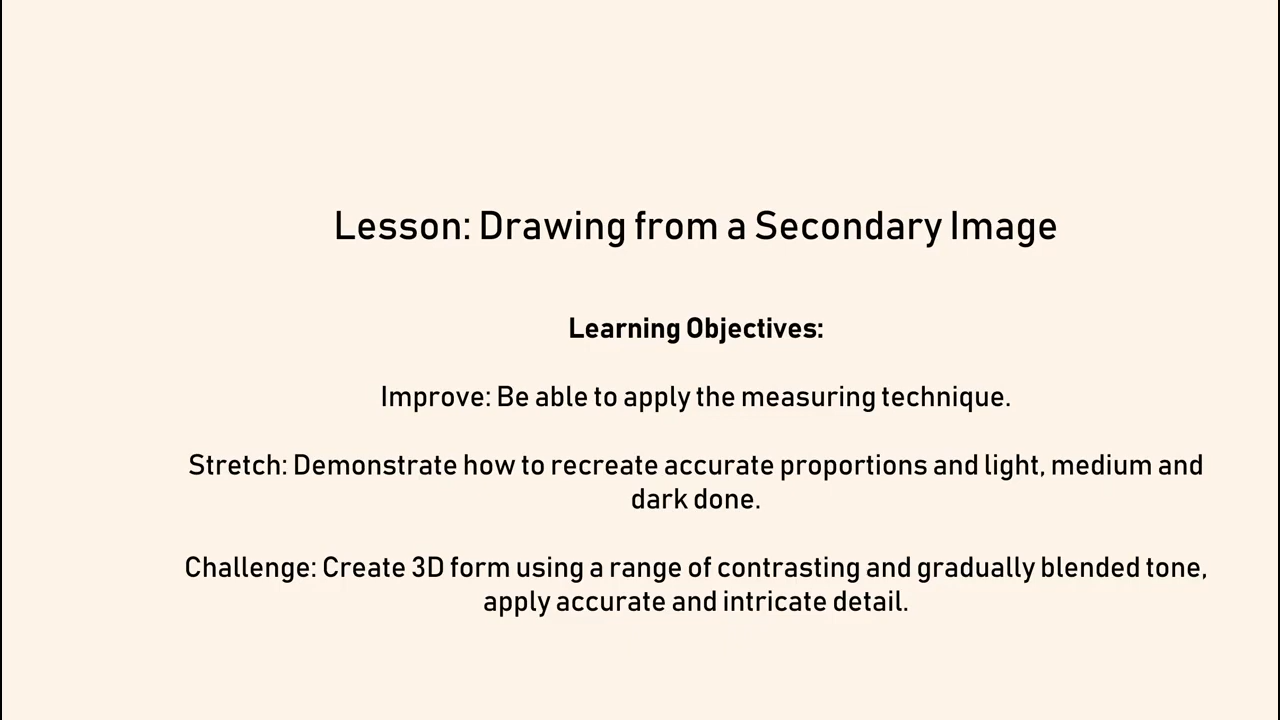 Lesson: Drawing from a Secondary Image
Learning Objectives:
Improve: Be able to apply the measuring technique.
Stretch: Demonstrate how to recreate accurate proportions and light, medium and
dark done.
Challenge: Create 3D form using a range of contrasting and gradually blended tone,
apply accurate and intricate detail.